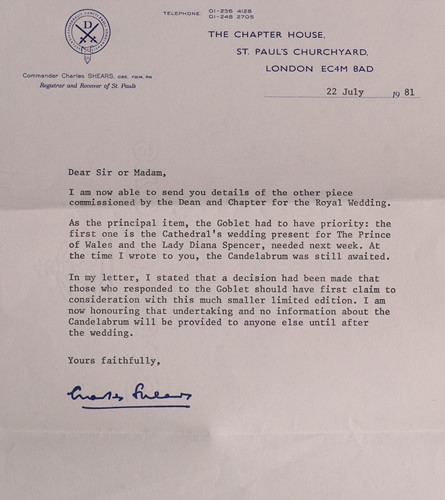 TELEPHONE: 01-236 4128
01-248 2705
D
THE CHAPTER HOUSE,
ST. PAUL'S CHURCHYARD,
LONDON EC4M 8AD
Commander Charles SHEARS, OBE, FBIM, RN
Registrar and Receiver of St. Pauls
22 July 1981
Dear Sir or Madam,
I am now able to send you details of the other piece
commissioned by the Dean and Chapter for the Royal Wedding.
As the principal item, the Goblet had to have priority: the
first one is the Cathedral's wedding present for The Prince
of Wales and the Lady Diana Spencer, needed next week. At
the time I wrote to you, the Candelabrum was still awaited.
In my letter, I stated that a decision had been made that
those who responded to the Goblet should have first claim to
consideration with this much smaller limited edition. I am
now honouring that undertaking and no information about the
Candelabrum will be provided to anyone else until after
the wedding.
Yours faithfully,
Charles Shears